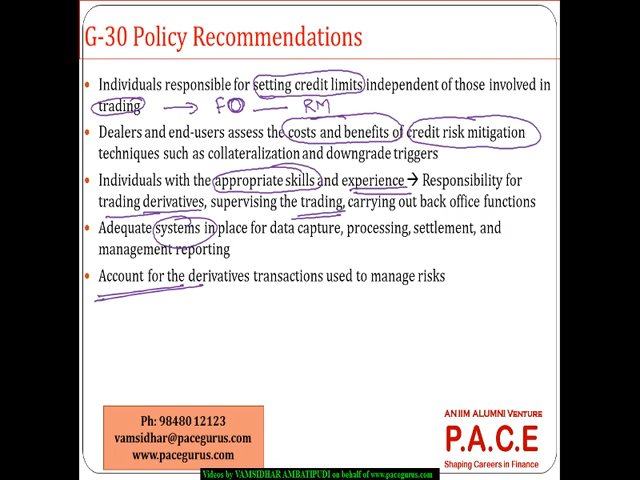 G-30 Policy Recommendations
Individuals responsible for setting credit limits independent of those involved in
trading → FO — RM
Dealers and end-users assess the costs and benefits of credit risk mitigation
techniques such as collateralization and downgrade triggers
Individuals with the appropriate skills and experience → Responsibility for
trading derivatives, supervising the trading, carrying out back office functions
Adequate systems in place for data capture, processing, settlement, and
management reporting
Account for the derivatives transactions used to manage risks
Ph: 98480 12123
vamsidhar@pacegurus.com
www.pacegurus.com
AN IIM ALUMNI VENTURE
P.A.C.E
Shaping Careers in Finance
Videos by VAMSIDHAR AMBATIPUDI on behalf of www.pacegurus.com